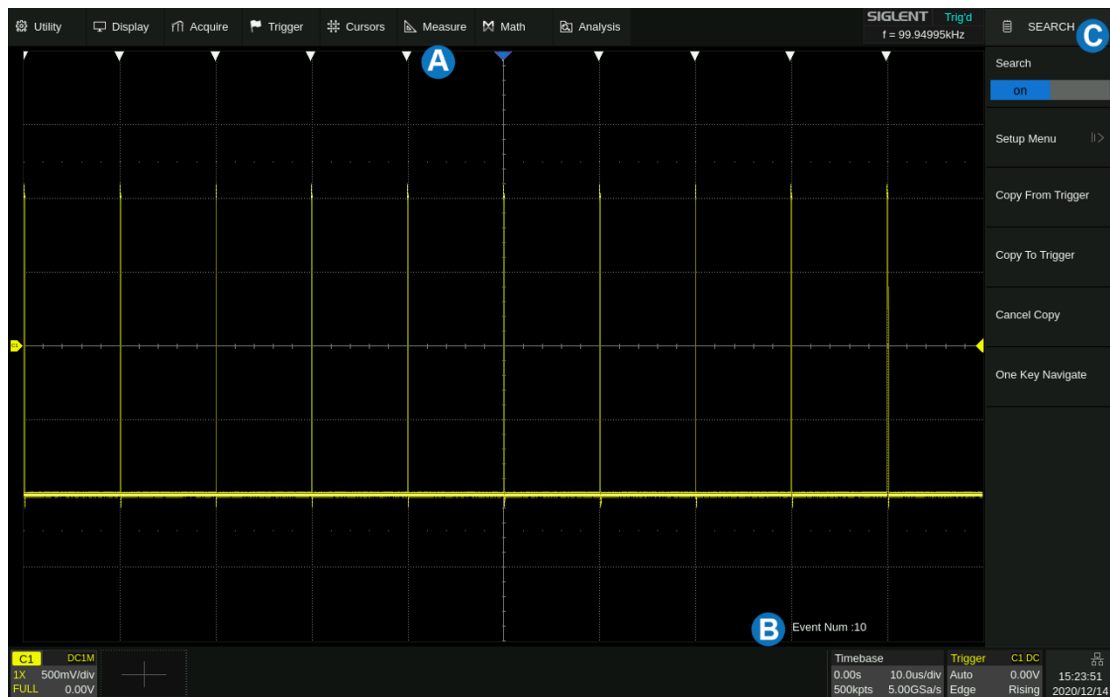 Utility Display Acquire Trigger Cursors Measure Math Analysis
SIGLENT Trig'd
f = 99.94995kHz
SEARCH
C
A
Search
on
Setup Menu
Copy From Trigger
Copy To Trigger
Cancel Copy
One Key Navigate
C1
B
Event Num :10
C1 DC1M
1X 500mV/div
FULL 0.00V
Timebase
0.00s 10.0us/div
500kpts 5.00GSa/s
Trigger C1 DC
Auto 0.00V
Edge Rising
15:23:51
2020/12/14